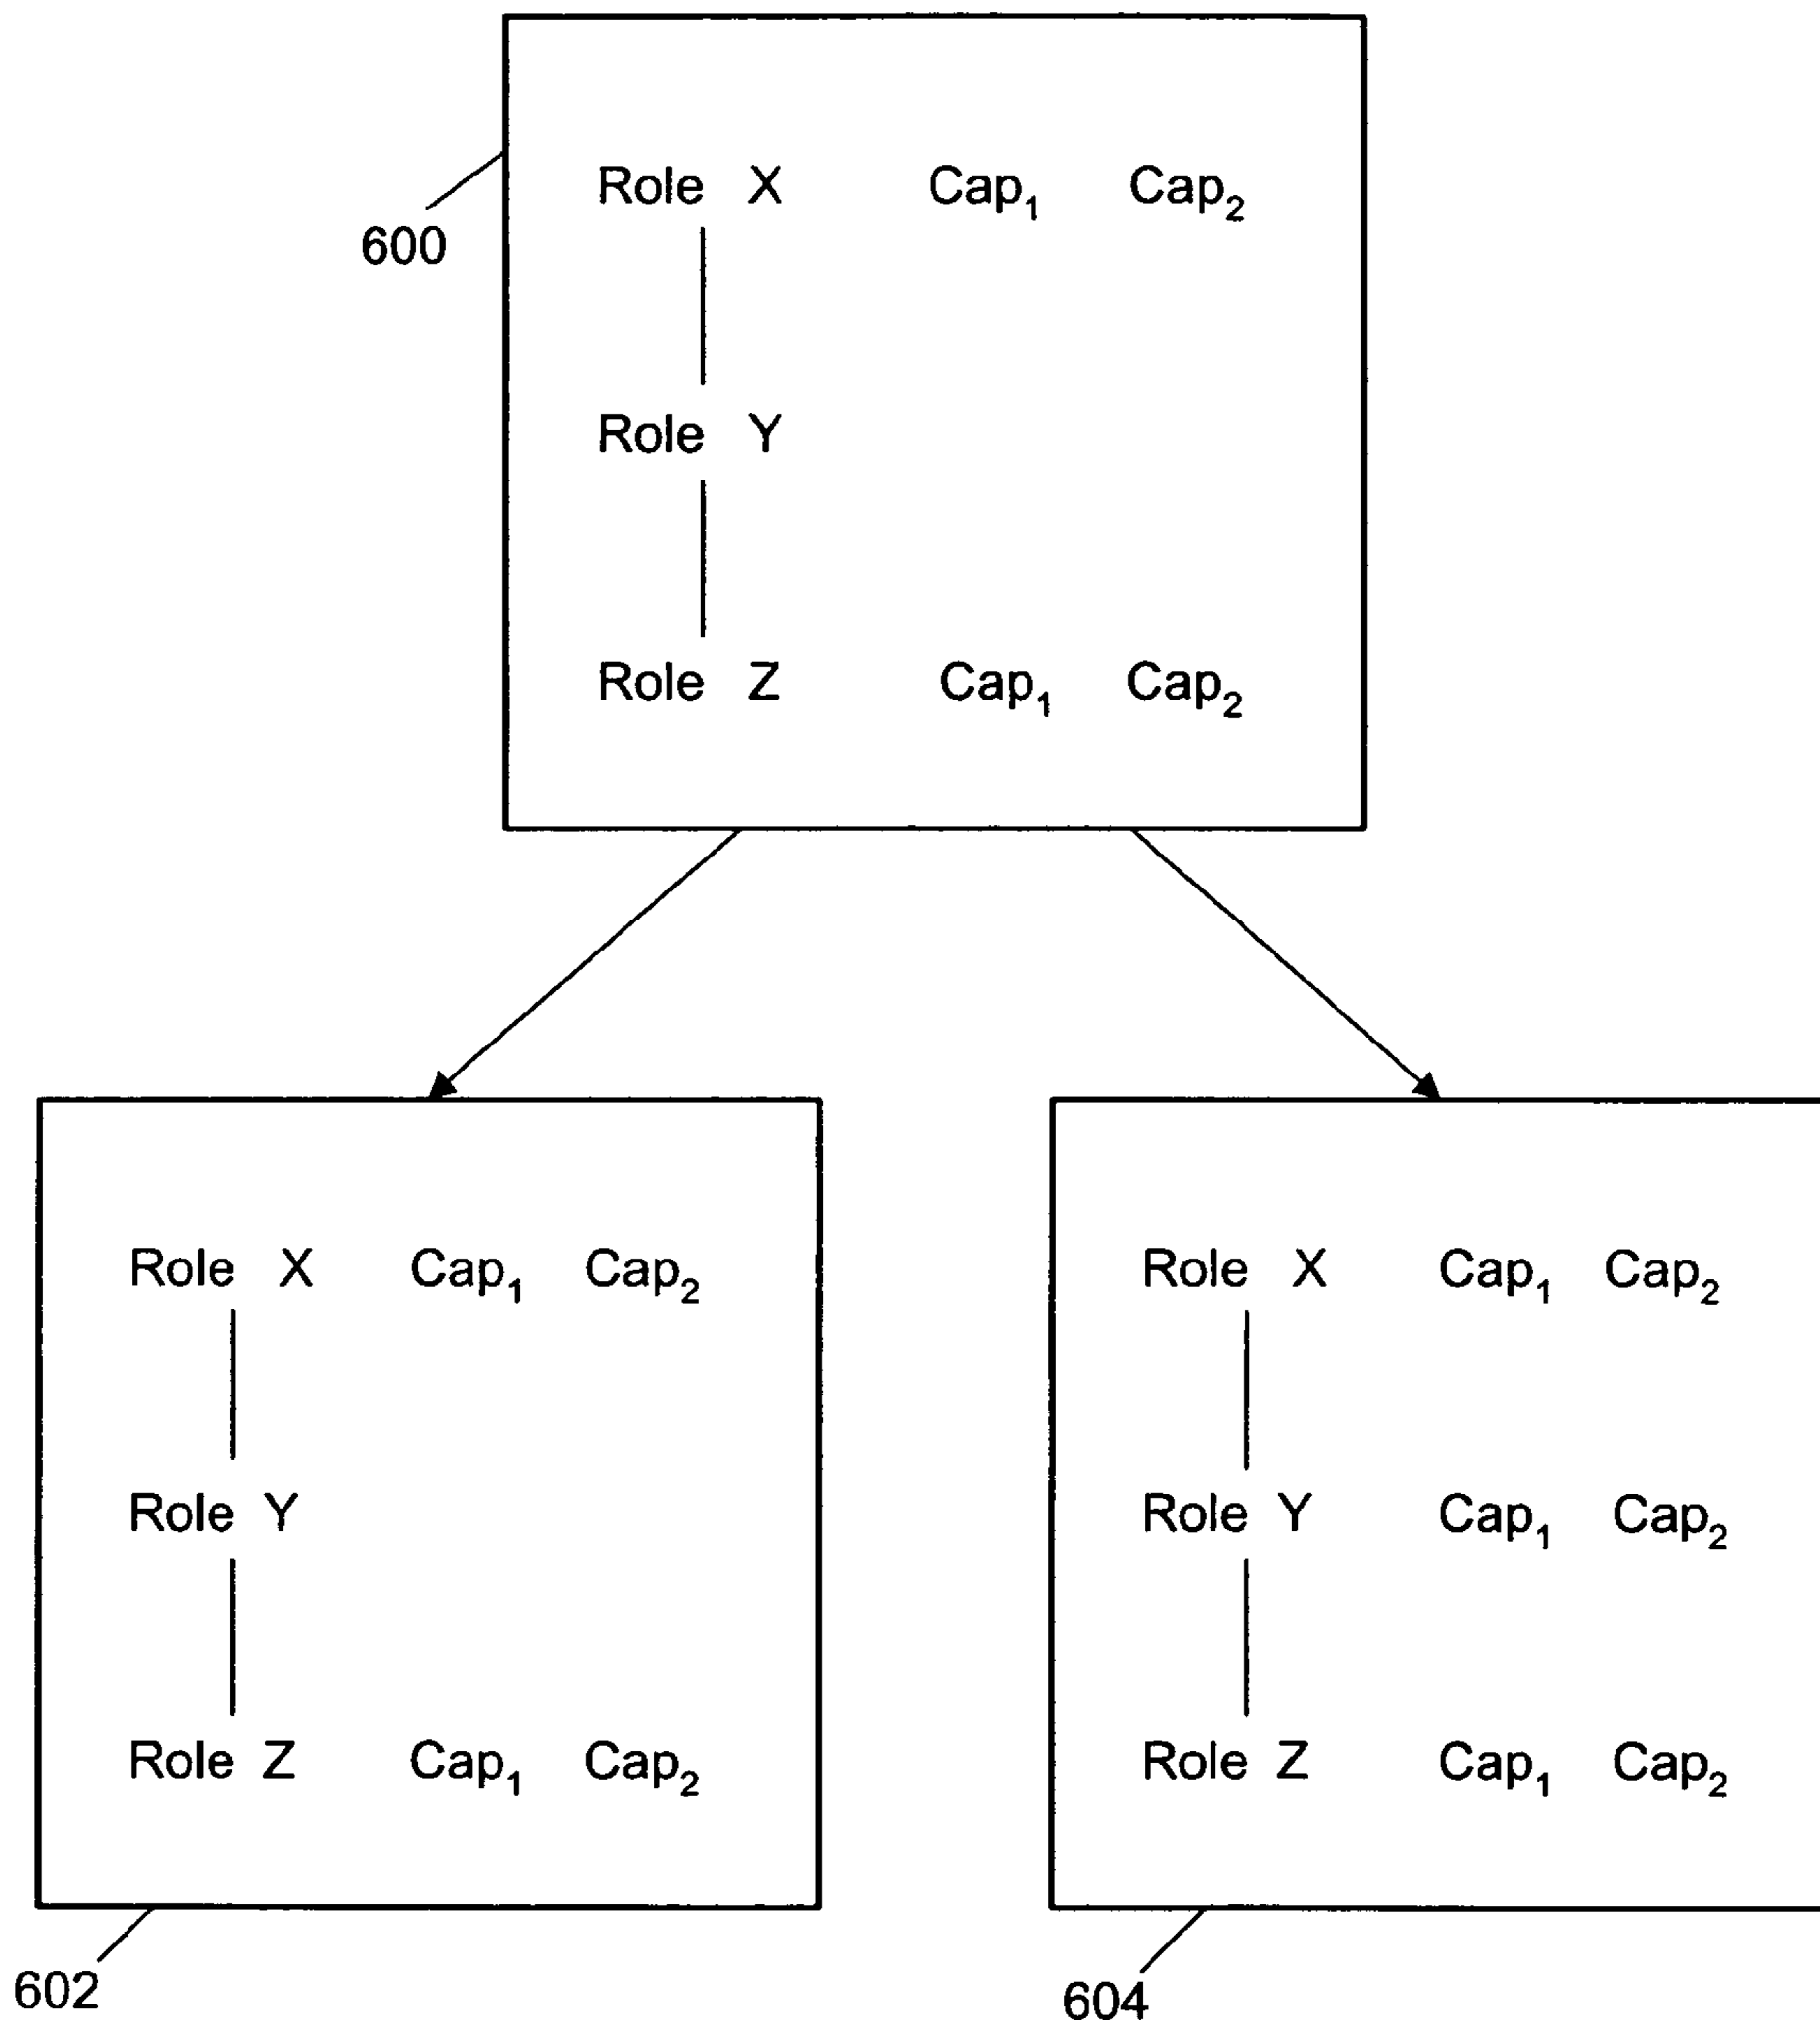 Role X Cap₁ Cap₂
600
Role Y
Role Z Cap₁ Cap₂
Role X Cap₁ Cap₂
Role Y
Role Z Cap₁ Cap₂
602
Role X Cap₁ Cap₂
Role Y Cap₁ Cap₂
Role Z Cap₁ Cap₂
604